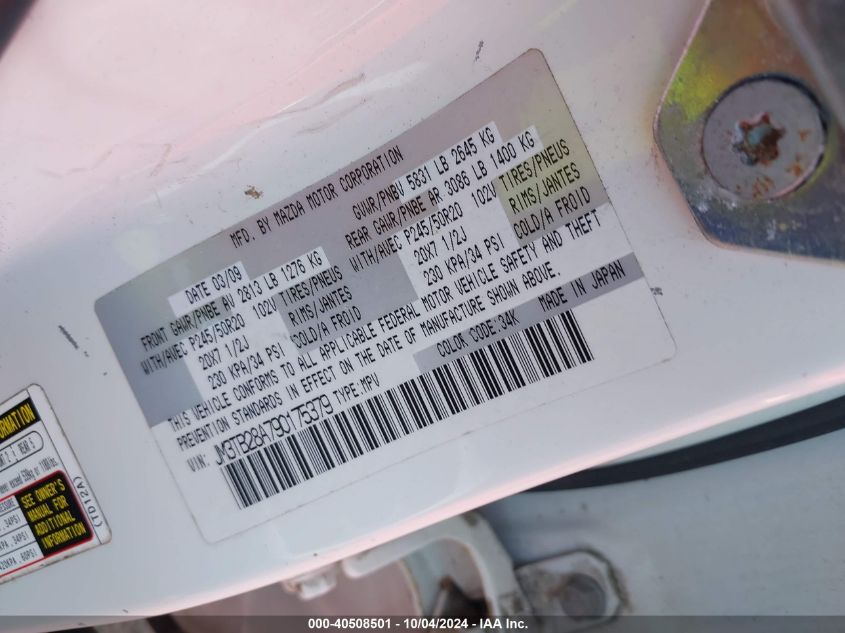 MFD. BY MAZDA MOTOR CORPORATION
DATE 03/09 GVWR/PNBV 5831 LB 2645 KG
FRONT GAWR/PNBE AV 2813 LB 1276 KG REAR GAWR/PNBE AR 3086 LB 1400 KG
WITH/AVEC P245/50R20 102V TIRES/PNEUS WITH/AVEC P245/50R20 102V TIRES/PNEUS
20X7 1/2J RIMS/JANTES 20X7 1/2J RIMS/JANTES
230 KPA/34 PSI COLD/A FROID 230 KPA/34 PSI COLD/A FROID
THIS VEHICLE CONFORMS TO ALL APPLICABLE FEDERAL MOTOR VEHICLE SAFETY AND THEFT
PREVENTION STANDARDS IN EFFECT ON THE DATE OF MANUFACTURE SHOWN ABOVE.
VIN: JM3TB28A790175379 TYPE:MPV COLOR CODE:34K MADE IN JAPAN
REAR 5
SEE OWNER'S
MANUAL FOR
ADDITIONAL
INFORMATION
(TD12A)
000-40508501 - 10/04/2024 - IAA Inc.